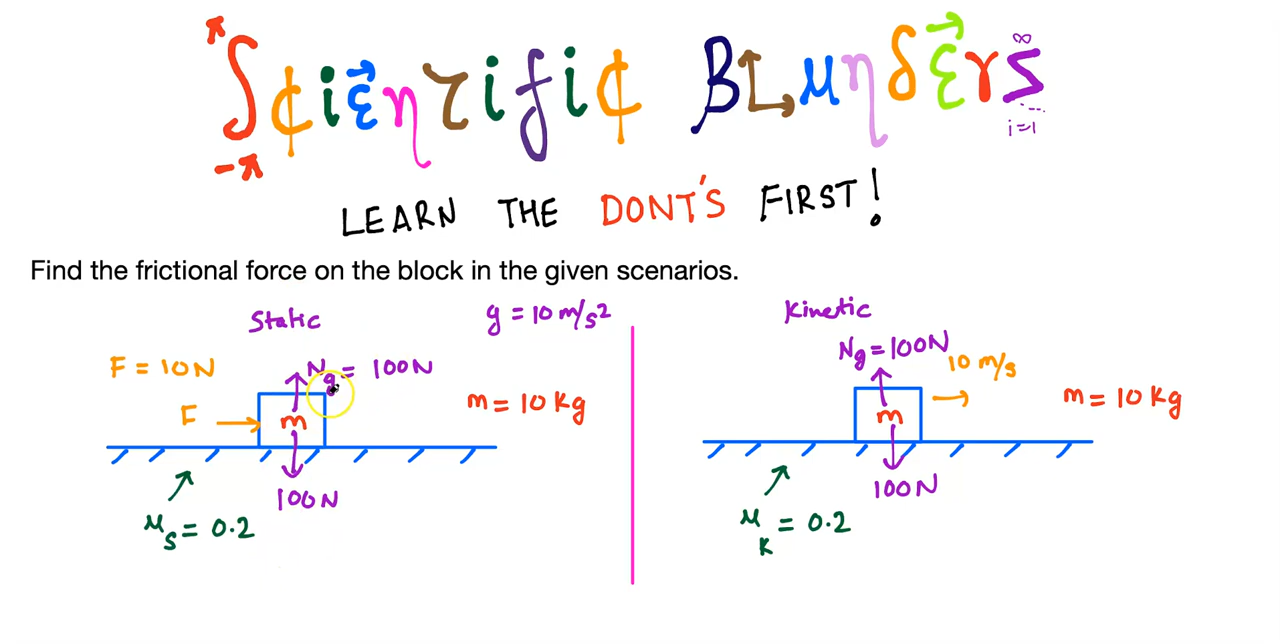 SCiENTific BLUNDERS
π
-π
∞
i=1
LEARN THE DONT'S FIRST!
Find the frictional force on the block in the given scenarios.
Static
g = 10 m/s2
F = 10N
Ng = 100N
F
m
m = 10 kg
100N
μs = 0.2
Kinetic
Ng = 100N
10 m/s
m
m = 10 kg
100N
μk = 0.2